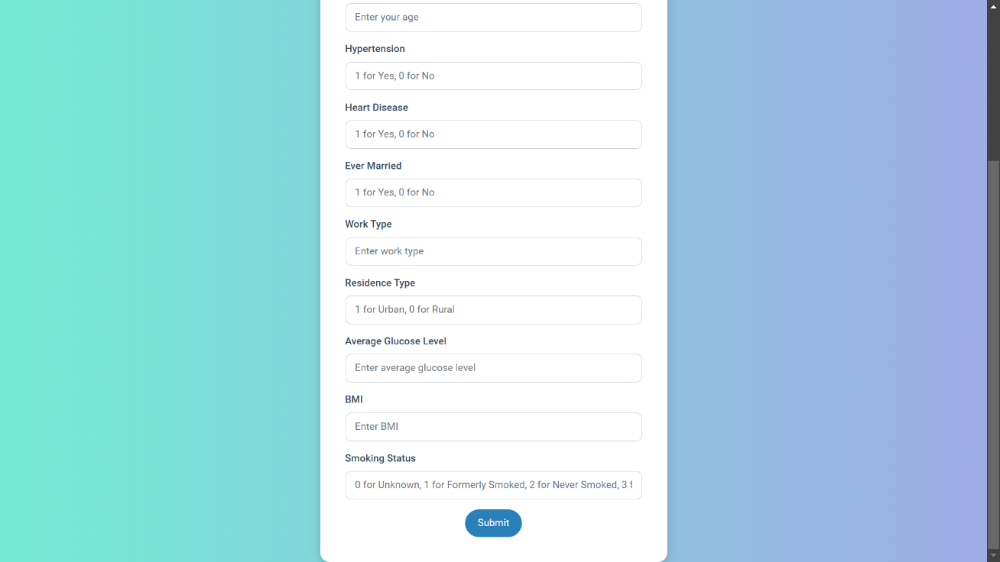 Enter your age
Hypertension
1 for Yes, 0 for No
Heart Disease
1 for Yes, 0 for No
Ever Married
1 for Yes, 0 for No
Work Type
Enter work type
Residence Type
1 for Urban, 0 for Rural
Average Glucose Level
Enter average glucose level
BMI
Enter BMI
Smoking Status
0 for Unknown, 1 for Formerly Smoked, 2 for Never Smoked, 3 f
Submit